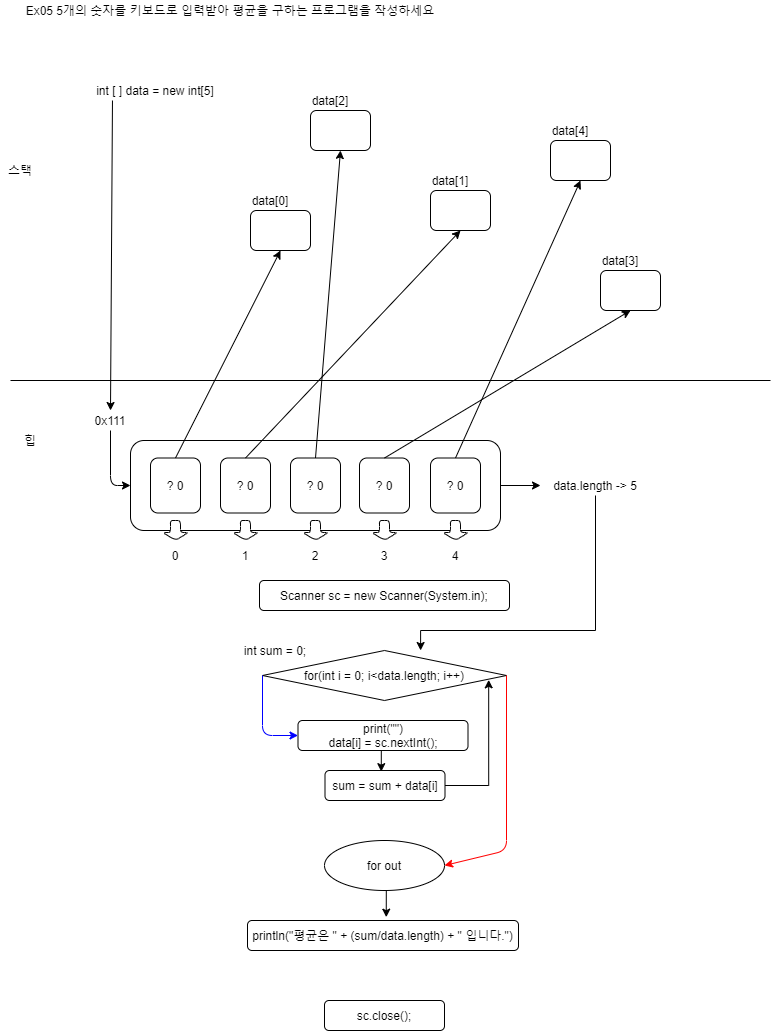 Ex05 5개의 숫자를 키보드로 입력받아 평균을 구하는 프로그램을 작성하세요
int [ ] data = new int[5]
data[2]
data[4]
스택
data[1]
data[0]
data[3]
0x111
힙
? 0
? 0
? 0
? 0
? 0
data.length -> 5
0
1
2
3
4
Scanner sc = new Scanner(System.in);
int sum = 0;
for(int i = 0; i<data.length; i++)
print("")
data[i] = sc.nextInt();
sum = sum + data[i]
for out
println("평균은 " + (sum/data.length) + " 입니다.")
sc.close();